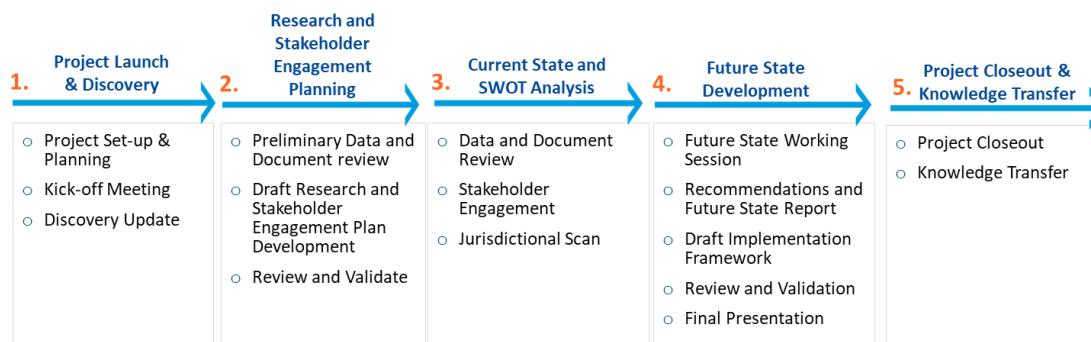 1.
Project Launch
& Discovery
○ Project Set-up &
Planning
○ Kick-off Meeting
○ Discovery Update
2.
Research and
Stakeholder
Engagement
Planning
○ Preliminary Data and
Document review
○ Draft Research and
Stakeholder
Engagement Plan
Development
○ Review and Validate
3.
Current State and
SWOT Analysis
○ Data and Document
Review
○ Stakeholder
Engagement
○ Jurisdictional Scan
4.
Future State
Development
○ Future State Working
Session
○ Recommendations and
Future State Report
○ Draft Implementation
Framework
○ Review and Validation
○ Final Presentation
5.
Project Closeout &
Knowledge Transfer
○ Project Closeout
○ Knowledge Transfer